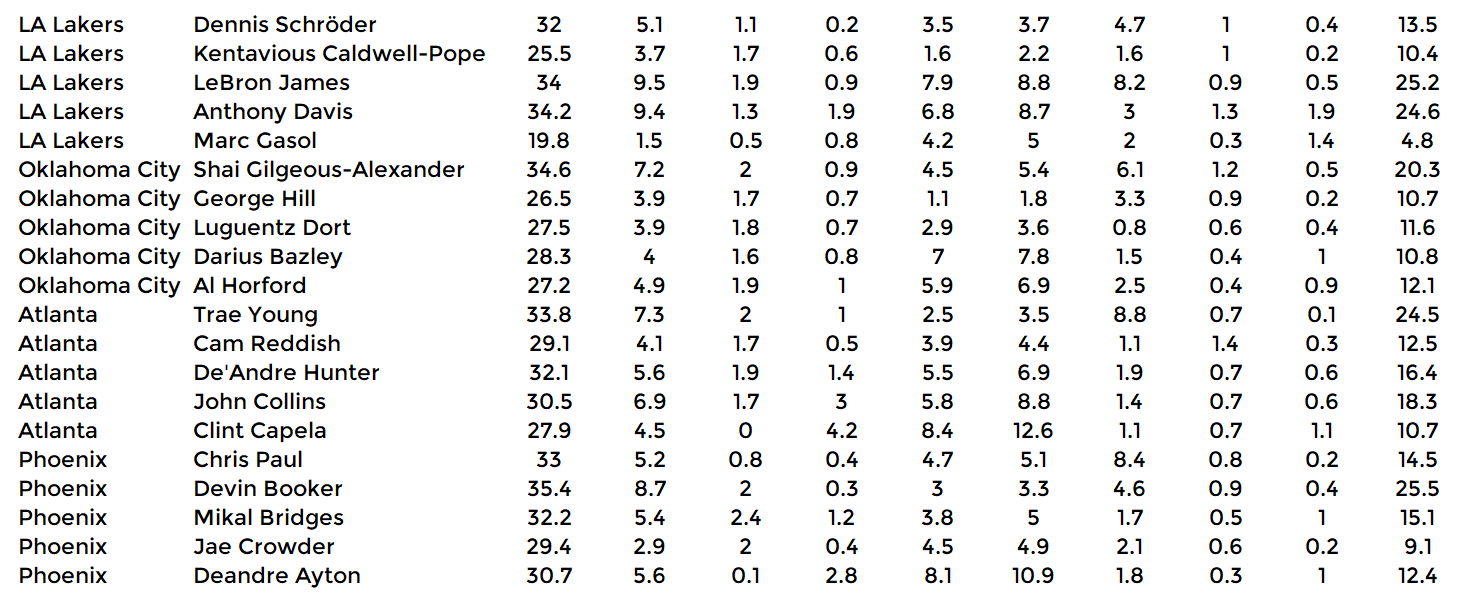 LA Lakers Dennis Schröder 32 5.1 1.1 0.2 3.5 3.7 4.7 1 0.4 13.5
LA Lakers Kentavious Caldwell-Pope 25.5 3.7 1.7 0.6 1.6 2.2 1.6 1 0.2 10.4
LA Lakers LeBron James 34 9.5 1.9 0.9 7.9 8.8 8.2 0.9 0.5 25.2
LA Lakers Anthony Davis 34.2 9.4 1.3 1.9 6.8 8.7 3 1.3 1.9 24.6
LA Lakers Marc Gasol 19.8 1.5 0.5 0.8 4.2 5 2 0.3 1.4 4.8
Oklahoma City Shai Gilgeous-Alexander 34.6 7.2 2 0.9 4.5 5.4 6.1 1.2 0.5 20.3
Oklahoma City George Hill 26.5 3.9 1.7 0.7 1.1 1.8 3.3 0.9 0.2 10.7
Oklahoma City Luguentz Dort 27.5 3.9 1.8 0.7 2.9 3.6 0.8 0.6 0.4 11.6
Oklahoma City Darius Bazley 28.3 4 1.6 0.8 7 7.8 1.5 0.4 1 10.8
Oklahoma City Al Horford 27.2 4.9 1.9 1 5.9 6.9 2.5 0.4 0.9 12.1
Atlanta Trae Young 33.8 7.3 2 1 2.5 3.5 8.8 0.7 0.1 24.5
Atlanta Cam Reddish 29.1 4.1 1.7 0.5 3.9 4.4 1.1 1.4 0.3 12.5
Atlanta De'Andre Hunter 32.1 5.6 1.9 1.4 5.5 6.9 1.9 0.7 0.6 16.4
Atlanta John Collins 30.5 6.9 1.7 3 5.8 8.8 1.4 0.7 0.6 18.3
Atlanta Clint Capela 27.9 4.5 0 4.2 8.4 12.6 1.1 0.7 1.1 10.7
Phoenix Chris Paul 33 5.2 0.8 0.4 4.7 5.1 8.4 0.8 0.2 14.5
Phoenix Devin Booker 35.4 8.7 2 0.3 3 3.3 4.6 0.9 0.4 25.5
Phoenix Mikal Bridges 32.2 5.4 2.4 1.2 3.8 5 1.7 0.5 1 15.1
Phoenix Jae Crowder 29.4 2.9 2 0.4 4.5 4.9 2.1 0.6 0.2 9.1
Phoenix Deandre Ayton 30.7 5.6 0.1 2.8 8.1 10.9 1.8 0.3 1 12.4